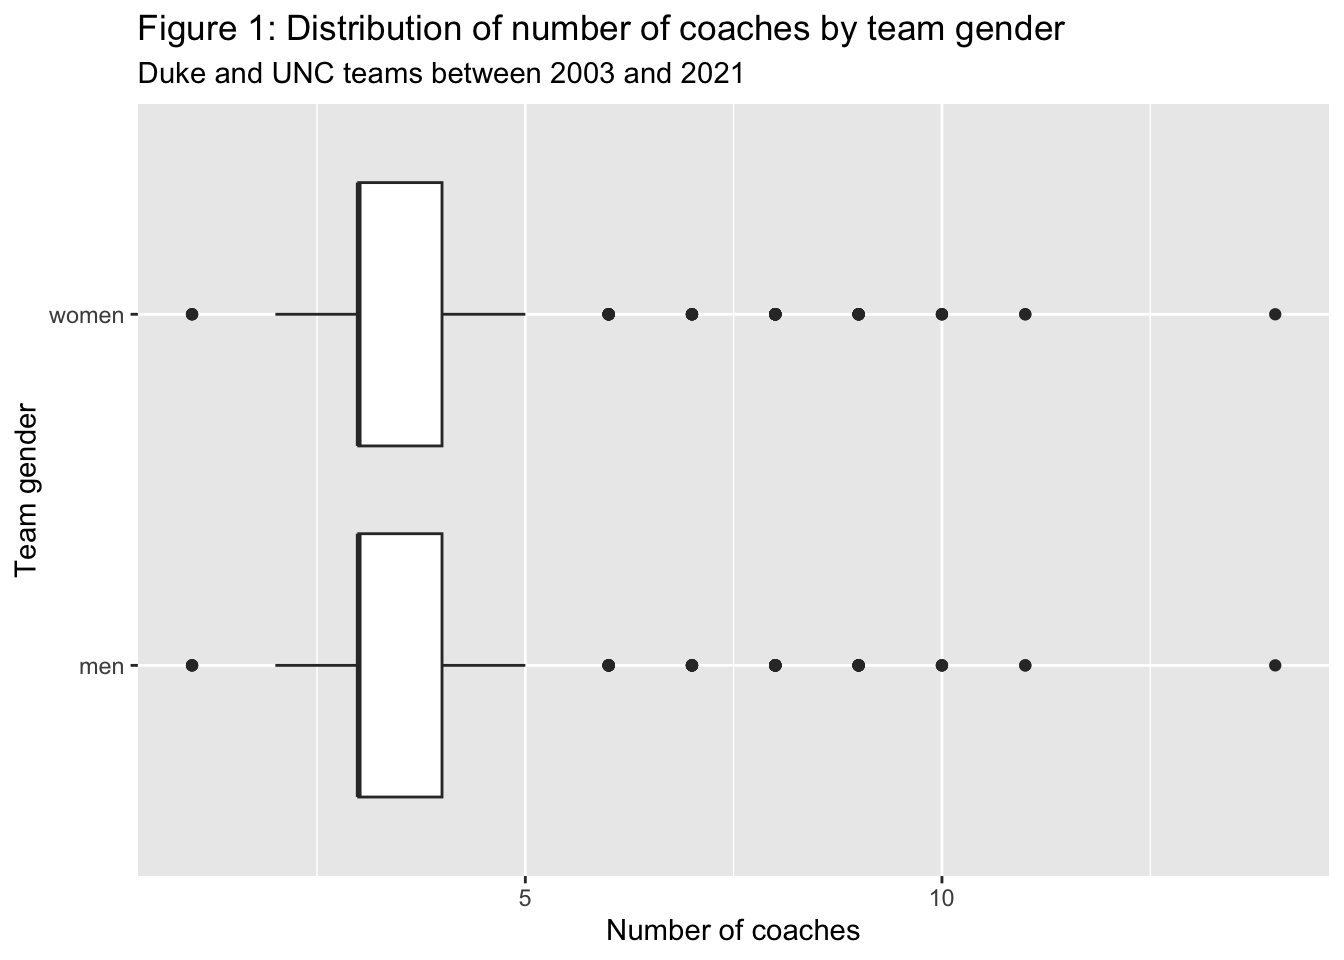 Figure 1: Distribution of number of coaches by team gender
Duke and UNC teams between 2003 and 2021
women
Team gender
men
5
10
Number of coaches